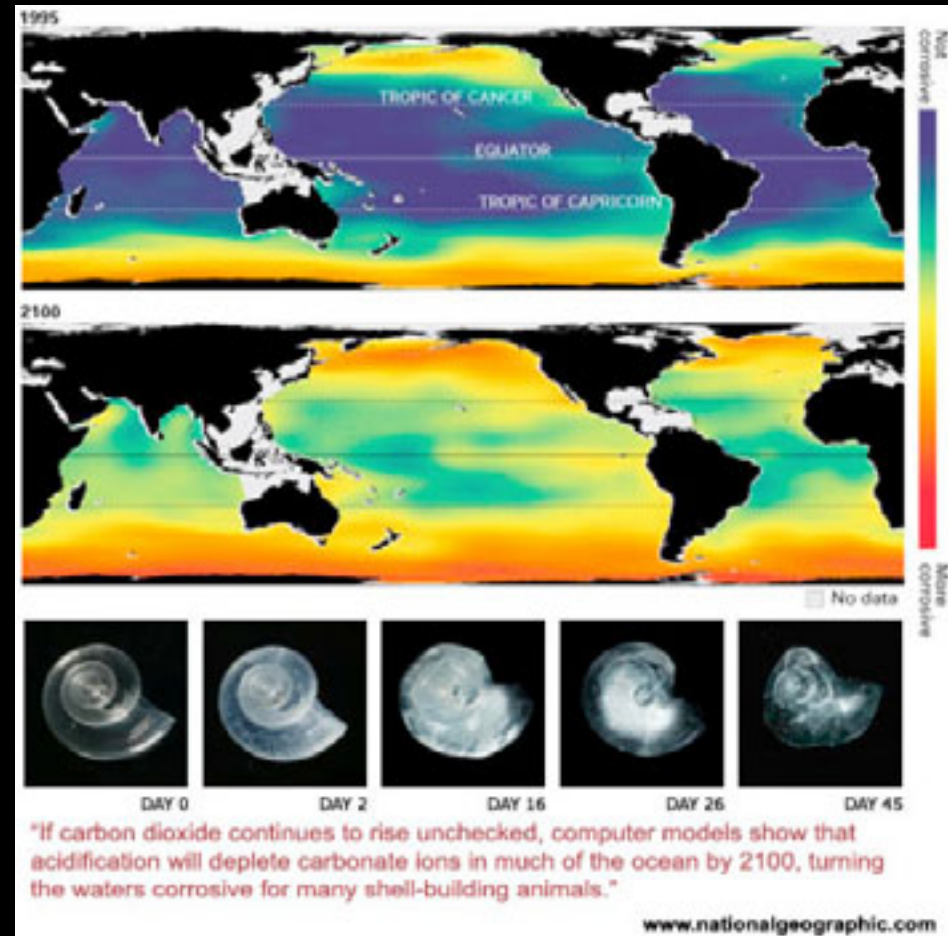 1995
Not
corrosive
TROPIC OF CANCER
EQUATOR
TROPIC OF CAPRICORN
2100
More
corrosive
No data
DAY 0
DAY 2
DAY 16
DAY 26
DAY 45
"If carbon dioxide continues to rise unchecked, computer models show that
acidification will deplete carbonate ions in much of the ocean by 2100, turning
the waters corrosive for many shell-building animals."
www.nationalgeographic.com